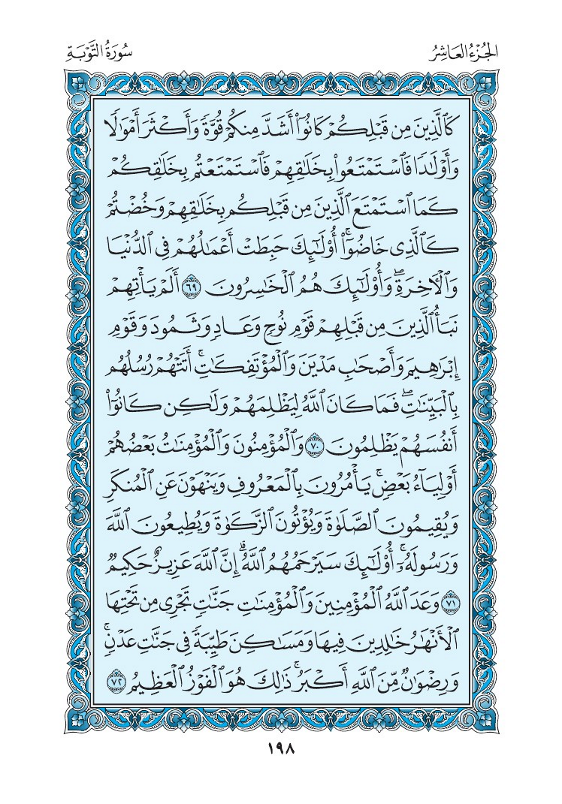 الجُزْءُ العَاشِرُ
سُورَةُ التَّوْبَةِ
كَٱلَّذِينَ مِن قَبْلِكُمْ كَانُوٓا۟ أَشَدَّ مِنكُمْ قُوَّةً وَأَكْثَرَ أَمْوَٰلًا
وَأَوْلَٰدًا فَٱسْتَمْتَعُوا۟ بِخَلَٰقِهِمْ فَٱسْتَمْتَعْتُم بِخَلَٰقِكُمْ
كَمَا ٱسْتَمْتَعَ ٱلَّذِينَ مِن قَبْلِكُم بِخَلَٰقِهِمْ وَخُضْتُمْ
كَٱلَّذِى خَاضُوٓا۟ۚ أُو۟لَٰٓئِكَ حَبِطَتْ أَعْمَٰلُهُمْ فِى ٱلدُّنْيَا
وَٱلْءَاخِرَةِۖ وَأُو۟لَٰٓئِكَ هُمُ ٱلْخَٰسِرُونَ ٦٩ أَلَمْ يَأْتِهِمْ
نَبَأُ ٱلَّذِينَ مِن قَبْلِهِمْ قَوْمِ نُوحٍ وَعَادٍ وَثَمُودَ وَقَوْمِ
إِبْرَٰهِيمَ وَأَصْحَٰبِ مَدْيَنَ وَٱلْمُؤْتَفِكَٰتِۚ أَتَتْهُمْ رُسُلُهُم
بِٱلْبَيِّنَٰتِۖ فَمَا كَانَ ٱللَّهُ لِيَظْلِمَهُمْ وَلَٰكِن كَانُوٓا۟
أَنفُسَهُمْ يَظْلِمُونَ ٧٠ وَٱلْمُؤْمِنُونَ وَٱلْمُؤْمِنَٰتُ بَعْضُهُمْ
أَوْلِيَآءُ بَعْضٍۚ يَأْمُرُونَ بِٱلْمَعْرُوفِ وَيَنْهَوْنَ عَنِ ٱلْمُنكَرِ
وَيُقِيمُونَ ٱلصَّلَوٰةَ وَيُؤْتُونَ ٱلزَّكَوٰةَ وَيُطِيعُونَ ٱللَّهَ
وَرَسُولَهُۥٓۚ أُو۟لَٰٓئِكَ سَيَرْحَمُهُمُ ٱللَّهُۗ إِنَّ ٱللَّهَ عَزِيزٌ حَكِيمٌ
٧١ وَعَدَ ٱللَّهُ ٱلْمُؤْمِنِينَ وَٱلْمُؤْمِنَٰتِ جَنَّٰتٍ تَجْرِى مِن تَحْتِهَا
ٱلْأَنْهَٰرُ خَٰلِدِينَ فِيهَا وَمَسَٰكِنَ طَيِّبَةً فِى جَنَّٰتِ عَدْنٍۚ
وَرِضْوَٰنٌ مِّنَ ٱللَّهِ أَكْبَرُۚ ذَٰلِكَ هُوَ ٱلْفَوْزُ ٱلْعَظِيمُ ٧٢
١٩٨